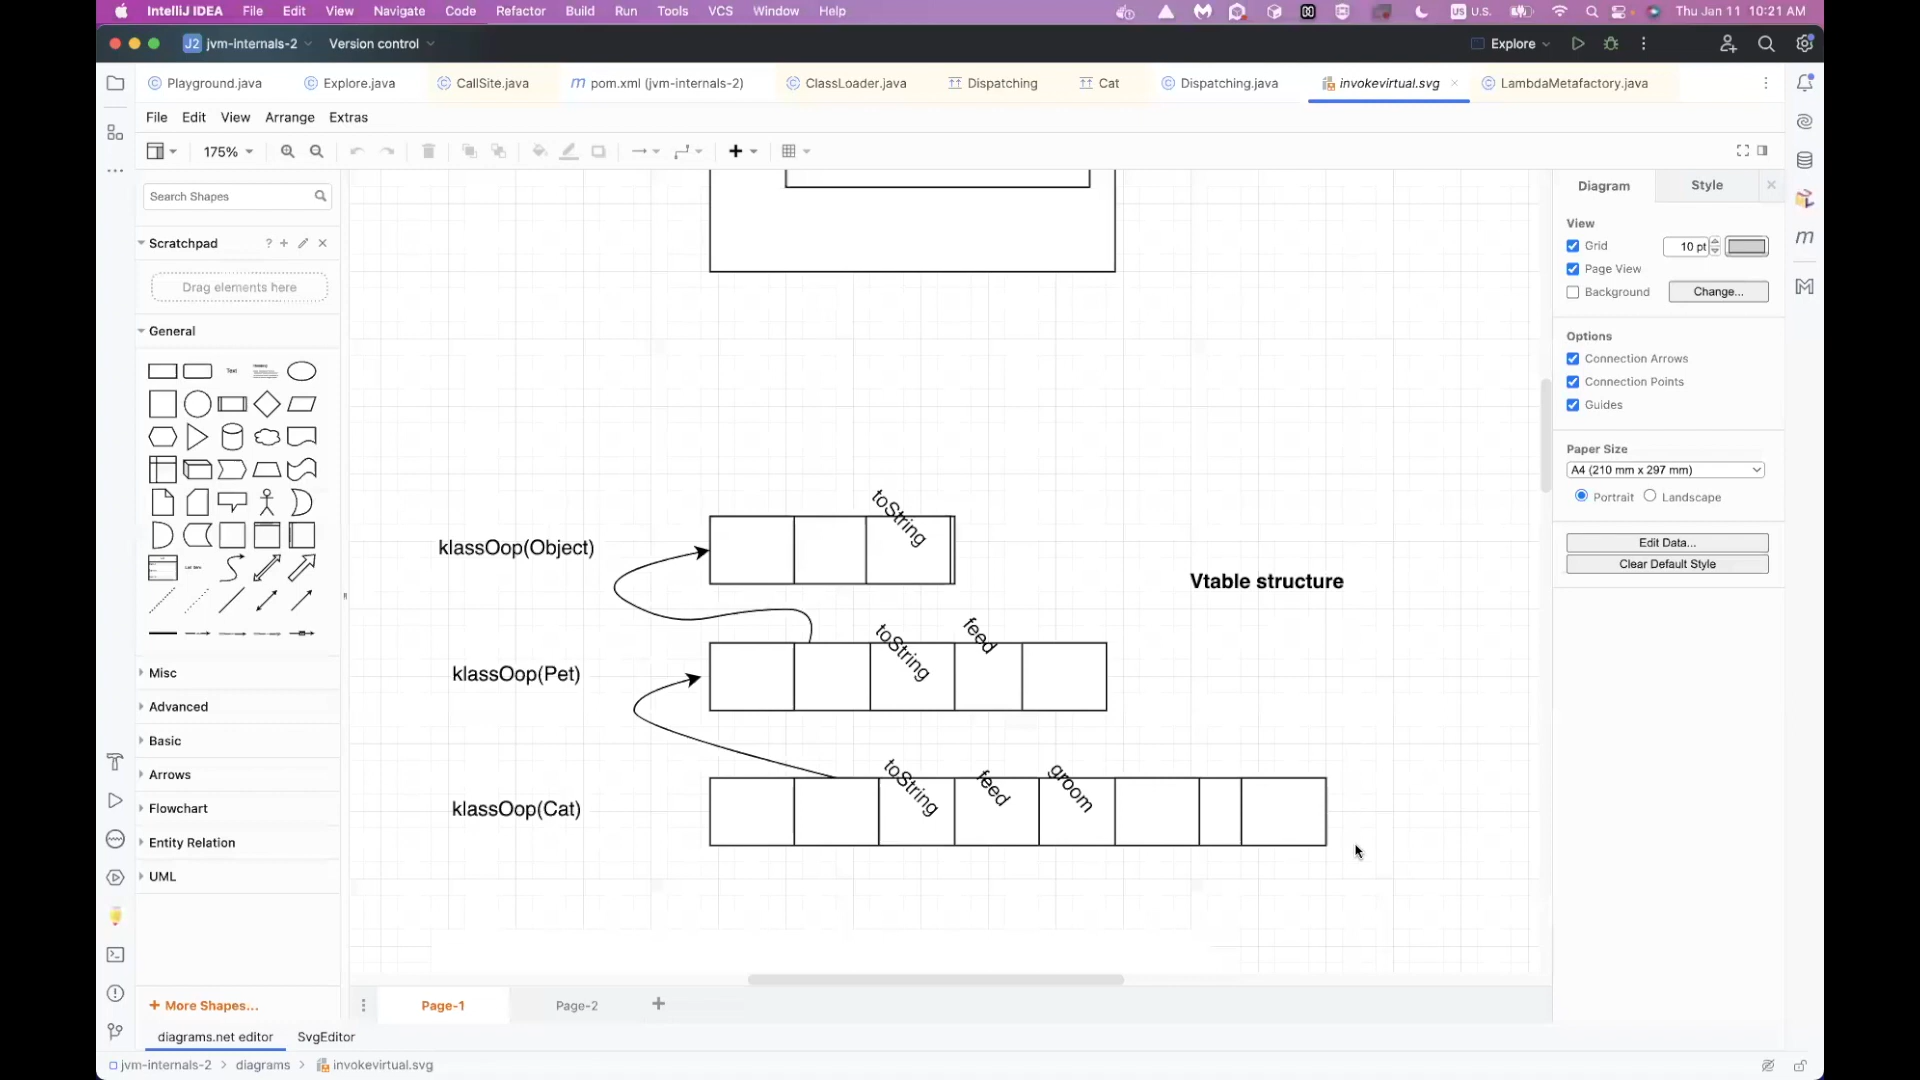 IntelliJ IDEA File Edit View Navigate Code Refactor Build Run Tools VCS Window Help U.S. Thu Jan 11 10:21 AM
J2 jvm-internals-2 Version control Explore
Playground.java Explore.java CallSite.java m pom.xml (jvm-internals-2) ClassLoader.java Dispatching Cat Dispatching.java invokevirtual.svg LambdaMetafactory.java
File Edit View Arrange Extras
175%
Search Shapes
Diagram Style
View
Grid 10 pt
Page View
Background Change...
Scratchpad ?
Drag elements here
General
Text
Options
Connection Arrows
Connection Points
Guides
Paper Size
A4 (210 mm x 297 mm)
Portrait Landscape
Edit Data...
Clear Default Style
toString
klassOop(Object)
Vtable structure
toString feed
klassOop(Pet)
toString feed groom
klassOop(Cat)
Misc
Advanced
Basic
Arrows
Flowchart
Entity Relation
UML
+ More Shapes...
Page-1 Page-2 +
diagrams.net editor SvgEditor
jvm-internals-2 > diagrams > invokevirtual.svg